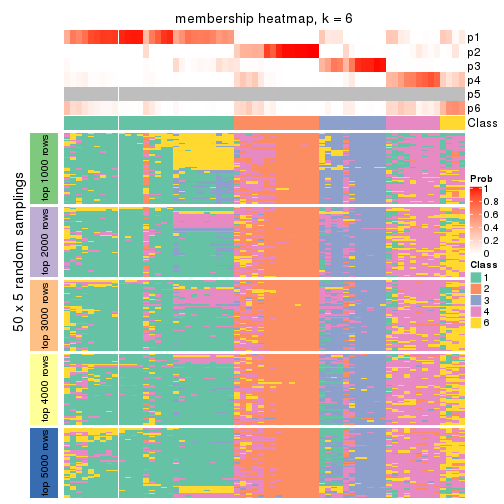 membership heatmap, k = 6
p1
p2
p3
p4
p5
p6
Class
50 x 5 random samplings
top 1000 rows
top 2000 rows
top 3000 rows
top 4000 rows
top 5000 rows
Prob
1
0.8
0.6
0.4
0.2
0
Class
1
2
3
4
6